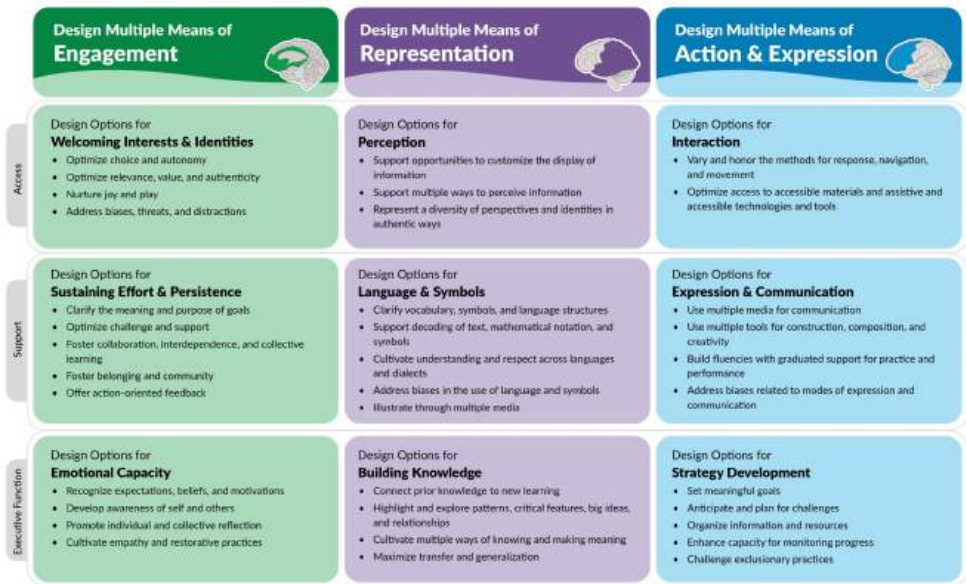 Design Multiple Means of
Engagement
Design Multiple Means of
Representation
Design Multiple Means of
Action & Expression
Access
Design Options for
Welcoming Interests & Identities
• Optimize choice and autonomy
• Optimize relevance, value, and authenticity
• Nurture joy and play
• Address biases, threats, and distractions
Design Options for
Perception
• Support opportunities to customize the display of
information
• Support multiple ways to perceive information
• Represent a diversity of perspectives and identities in
authentic ways
Design Options for
Interaction
• Vary and honor the methods for response, navigation,
and movement
• Optimize access to accessible materials and assistive and
accessible technologies and tools
Support
Design Options for
Sustaining Effort & Persistence
• Clarify the meaning and purpose of goals
• Optimize challenge and support
• Foster collaboration, interdependence, and collective
learning
• Foster belonging and community
• Offer action-oriented feedback
Design Options for
Language & Symbols
• Clarify vocabulary, symbols, and language structures
• Support decoding of text, mathematical notation, and
symbols
• Cultivate understanding and respect across languages
and dialects
• Address biases in the use of language and symbols
• Illustrate through multiple media
Design Options for
Expression & Communication
• Use multiple media for communication
• Use multiple tools for construction, composition, and
creativity
• Build fluencies with graduated support for practice and
performance
• Address biases related to modes of expression and
communication
Executive Function
Design Options for
Emotional Capacity
• Recognize expectations, beliefs, and motivations
• Develop awareness of self and others
• Promote individual and collective reflection
• Cultivate empathy and restorative practices
Design Options for
Building Knowledge
• Connect prior knowledge to new learning
• Highlight and explore patterns, critical features, big ideas,
and relationships
• Cultivate multiple ways of knowing and making meaning
• Maximize transfer and generalization
Design Options for
Strategy Development
• Set meaningful goals
• Anticipate and plan for challenges
• Organize information and resources
• Enhance capacity for monitoring progress
• Challenge exclusionary practices